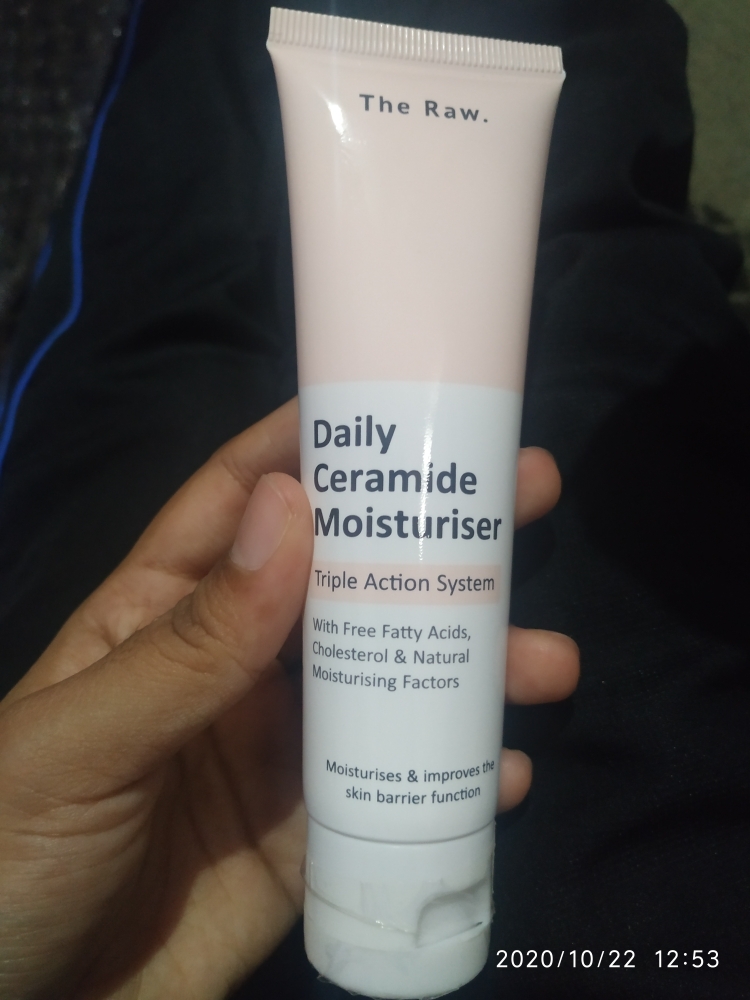 The Raw.
Daily
Ceramide
Moisturiser
Triple Action System
With Free Fatty Acids,
Cholesterol & Natural
Moisturising Factors
Moisturises & improves the
skin barrier function
2020/10/22 12:53